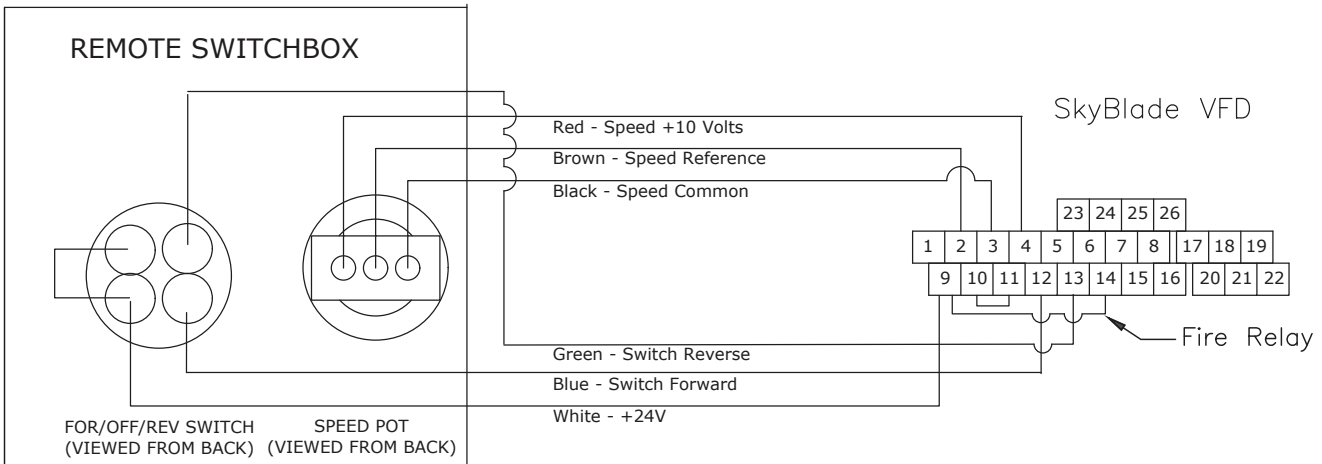 REMOTE SWITCHBOX
SkyBlade VFD
Red - Speed +10 Volts
Brown - Speed Reference
Black - Speed Common
23 24 25 26
1 2 3 4 5 6 7 8 17 18 19
9 10 11 12 13 14 15 16 20 21 22
Fire Relay
Green - Switch Reverse
Blue - Switch Forward
White - +24V
FOR/OFF/REV SWITCH
(VIEWED FROM BACK)
SPEED POT
(VIEWED FROM BACK)